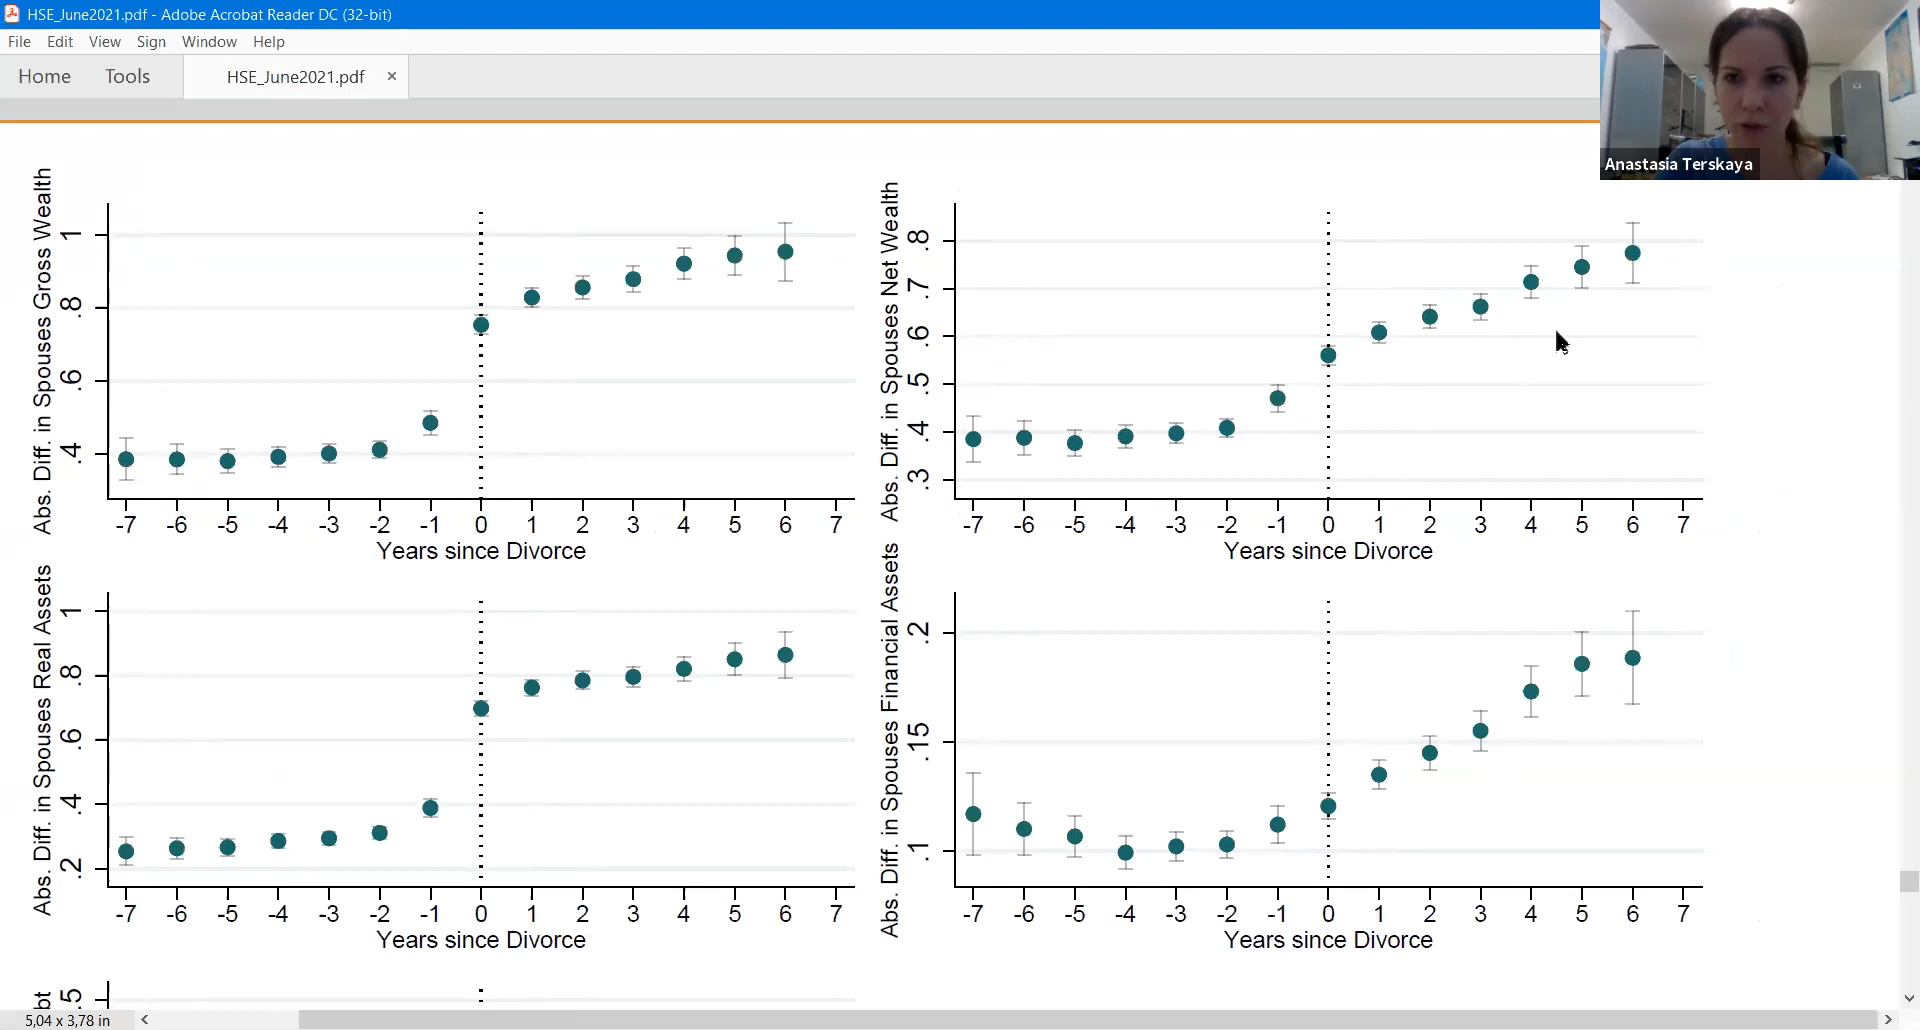 HSE_June2021.pdf - Adobe Acrobat Reader DC (32-bit)
File Edit View Sign Window Help
Home Tools HSE_June2021.pdf ×
Anastasia Terskaya
Abs. Diff. in Spouses Gross Wealth
1
.8
.6
.4
-7 -6 -5 -4 -3 -2 -1 0 1 2 3 4 5 6 7
Years since Divorce
Abs. Diff. in Spouses Net Wealth
.8
.7
.6
.5
.4
.3
-7 -6 -5 -4 -3 -2 -1 0 1 2 3 4 5 6 7
Years since Divorce
Abs. Diff. in Spouses Real Assets
1
.8
.6
.4
.2
-7 -6 -5 -4 -3 -2 -1 0 1 2 3 4 5 6 7
Years since Divorce
Abs. Diff. in Spouses Financial Assets
.2
.15
.1
-7 -6 -5 -4 -3 -2 -1 0 1 2 3 4 5 6 7
Years since Divorce
bt
.5
5,04 x 3,78 in